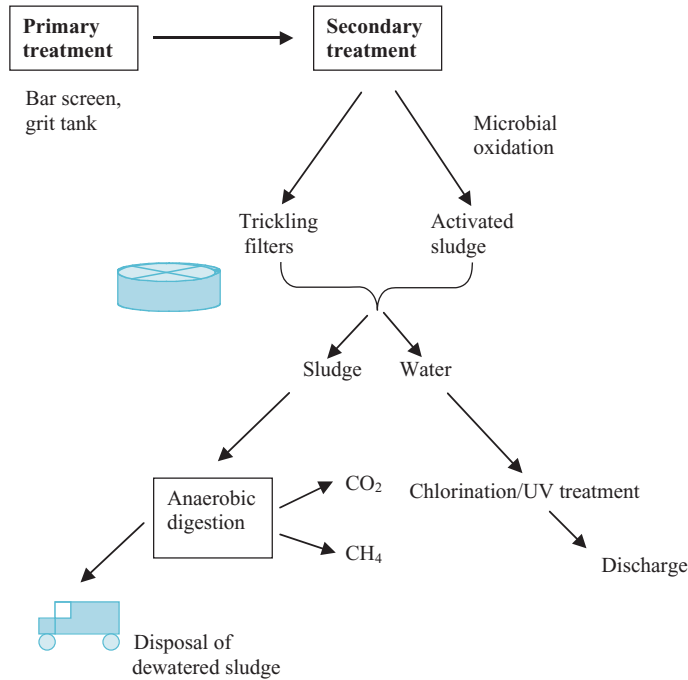 Primary
treatment
Secondary
treatment
Bar screen,
grit tank
Microbial
oxidation
Trickling
filters
Activated
sludge
Sludge
Water
Anaerobic
digestion
CO₂
CH₄
Chlorination/UV treatment
Discharge
Disposal of
dewatered sludge